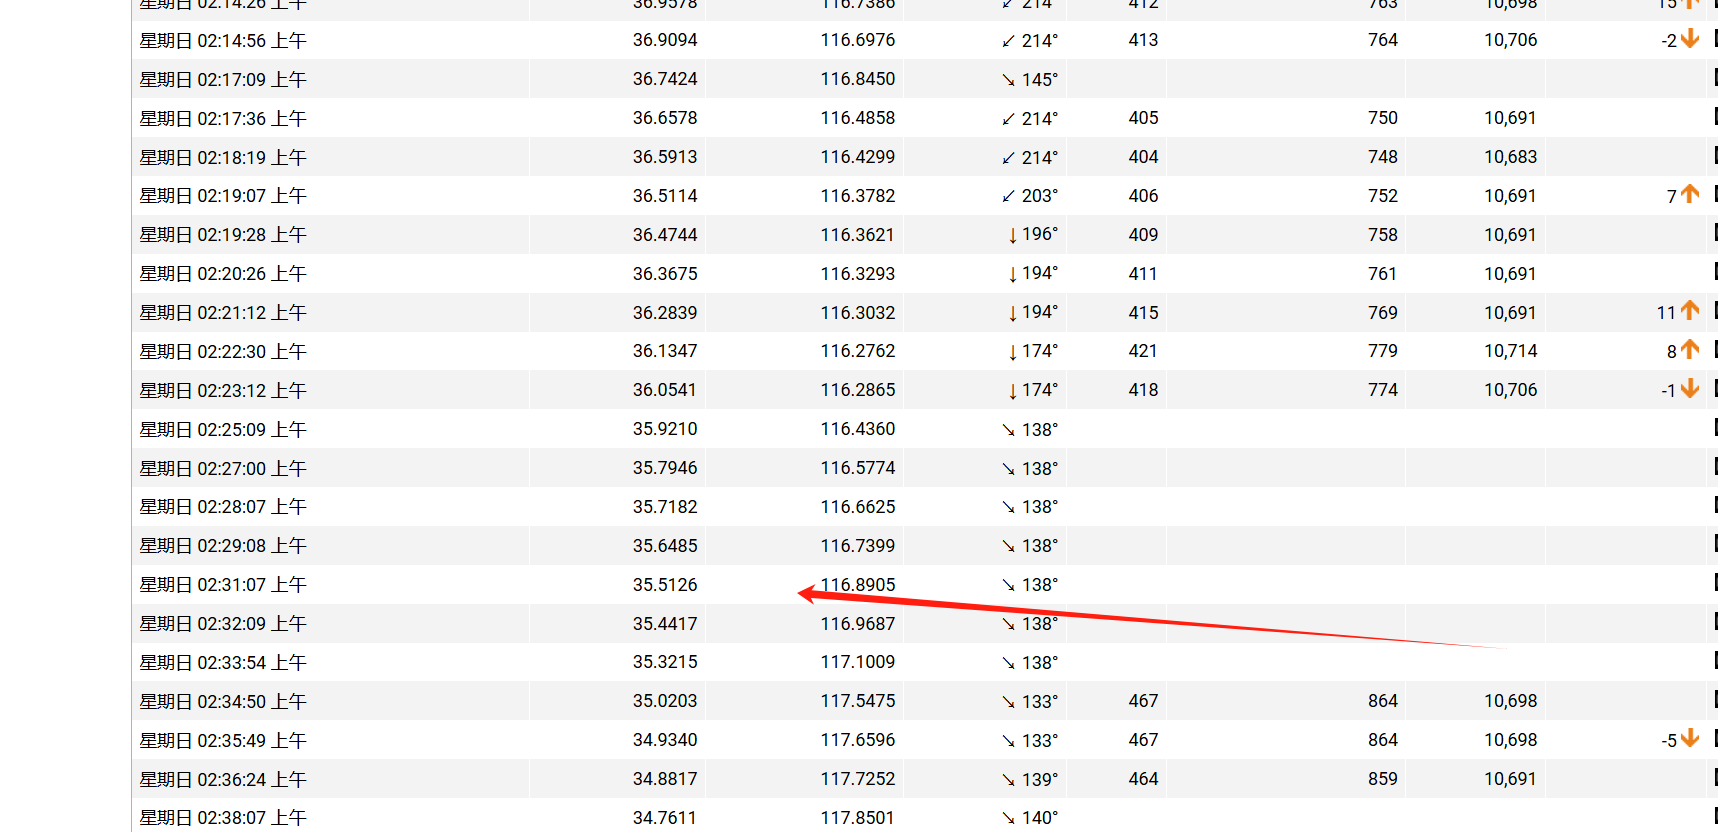 星期日 02:14:26 上午 36.9578 116.7386 ↙ 214° 412 763 10,698 15 ↑
星期日 02:14:56 上午 36.9094 116.6976 ↙ 214° 413 764 10,706 -2 ↓
星期日 02:17:09 上午 36.7424 116.8450 ↘ 145°
星期日 02:17:36 上午 36.6578 116.4858 ↙ 214° 405 750 10,691
星期日 02:18:19 上午 36.5913 116.4299 ↙ 214° 404 748 10,683
星期日 02:19:07 上午 36.5114 116.3782 ↙ 203° 406 752 10,691 7 ↑
星期日 02:19:28 上午 36.4744 116.3621 ↓ 196° 409 758 10,691
星期日 02:20:26 上午 36.3675 116.3293 ↓ 194° 411 761 10,691
星期日 02:21:12 上午 36.2839 116.3032 ↓ 194° 415 769 10,691 11 ↑
星期日 02:22:30 上午 36.1347 116.2762 ↓ 174° 421 779 10,714 8 ↑
星期日 02:23:12 上午 36.0541 116.2865 ↓ 174° 418 774 10,706 -1 ↓
星期日 02:25:09 上午 35.9210 116.4360 ↘ 138°
星期日 02:27:00 上午 35.7946 116.5774 ↘ 138°
星期日 02:28:07 上午 35.7182 116.6625 ↘ 138°
星期日 02:29:08 上午 35.6485 116.7399 ↘ 138°
星期日 02:31:07 上午 35.5126 116.8905 ↘ 138°
星期日 02:32:09 上午 35.4417 116.9687 ↘ 138°
星期日 02:33:54 上午 35.3215 117.1009 ↘ 138°
星期日 02:34:50 上午 35.0203 117.5475 ↘ 133° 467 864 10,698
星期日 02:35:49 上午 34.9340 117.6596 ↘ 133° 467 864 10,698 -5 ↓
星期日 02:36:24 上午 34.8817 117.7252 ↘ 139° 464 859 10,691
星期日 02:38:07 上午 34.7611 117.8501 ↘ 140°